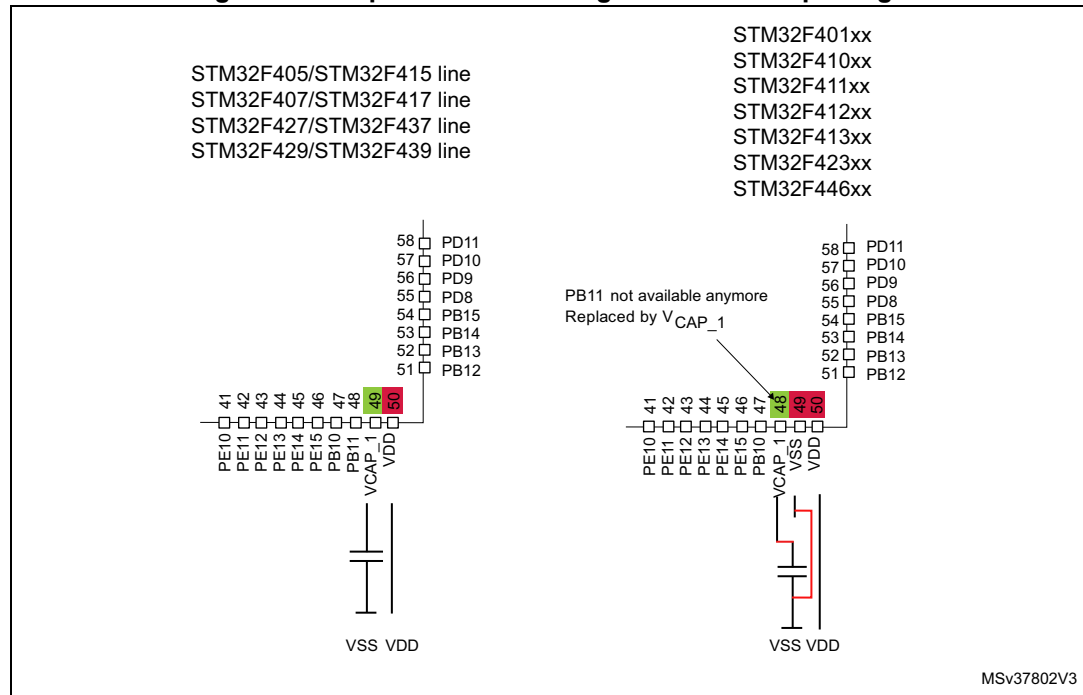 STM32F405/STM32F415 line
STM32F407/STM32F417 line
STM32F427/STM32F437 line
STM32F429/STM32F439 line
58 PD11
57 PD10
56 PD9
55 PD8
54 PB15
53 PB14
52 PB13
51 PB12
41 42 43 44 45 46 47 48 49 50
PE10 PE11 PE12 PE13 PE14 PE15 PB10 PB11 VCAP_1 VDD
VSS VDD
STM32F401xx
STM32F410xx
STM32F411xx
STM32F412xx
STM32F413xx
STM32F423xx
STM32F446xx
58 PD11
57 PD10
56 PD9
55 PD8
54 PB15
53 PB14
52 PB13
51 PB12
PB11 not available anymore
Replaced by VCAP_1
41 42 43 44 45 46 47 48 49 50
PE10 PE11 PE12 PE13 PE14 PE15 PB10 VCAP_1 VSS VDD
VSS VDD
MSv37802V3